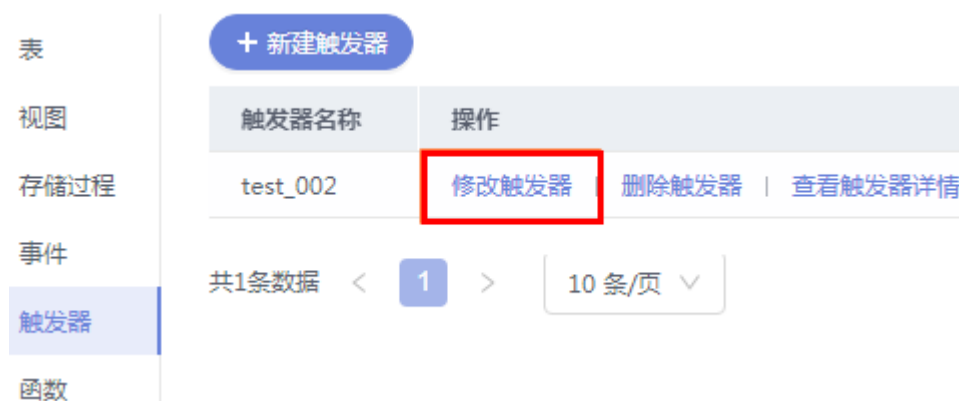 表
+ 新建触发器
视图
触发器名称 操作
存储过程
test_002 修改触发器 | 删除触发器 | 查看触发器详情
事件
共1条数据 < 1 > 10 条/页
触发器
函数